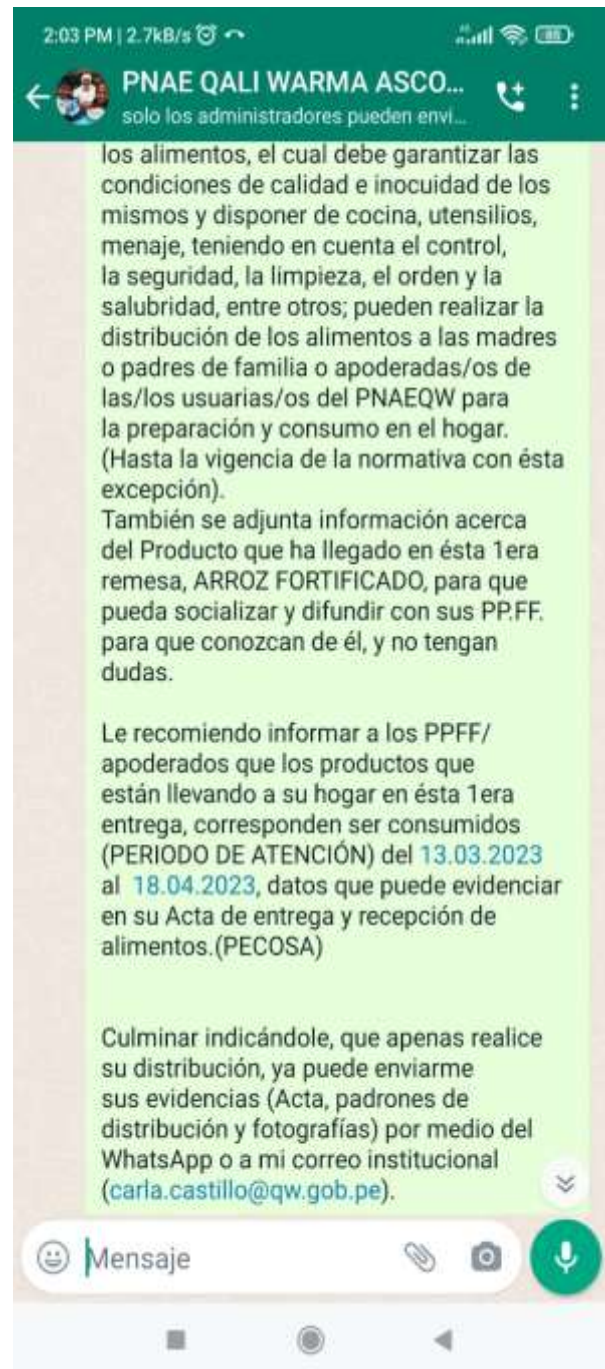 2:03 PM | 2.7kB/s
PNAE QALI WARMA ASCO...
solo los administradores pueden envi...
los alimentos, el cual debe garantizar las
condiciones de calidad e inocuidad de los
mismos y disponer de cocina, utensilios,
menaje, teniendo en cuenta el control,
la seguridad, la limpieza, el orden y la
salubridad, entre otros; pueden realizar la
distribución de los alimentos a las madres
o padres de familia o apoderadas/os de
las/los usuarias/os del PNAEQW para
la preparación y consumo en el hogar.
(Hasta la vigencia de la normativa con ésta
excepción).
También se adjunta información acerca
del Producto que ha llegado en ésta 1era
remesa, ARROZ FORTIFICADO, para que
pueda socializar y difundir con sus PP.FF.
para que conozcan de él, y no tengan
dudas.
Le recomiendo informar a los PPFF/
apoderados que los productos que
están llevando a su hogar en ésta 1era
entrega, corresponden ser consumidos
(PERIODO DE ATENCIÓN) del 13.03.2023
al 18.04.2023, datos que puede evidenciar
en su Acta de entrega y recepción de
alimentos.(PECOSA)
Culminar indicándole, que apenas realice
su distribución, ya puede enviarme
sus evidencias (Acta, padrones de
distribución y fotografías) por medio del
WhatsApp o a mi correo institucional
(carla.castillo@qw.gob.pe).
Mensaje